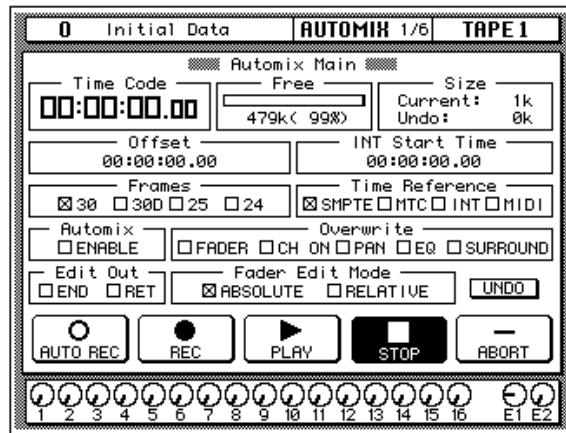 0 Initial Data AUTOMIX 1/6 TAPE1
Automix Main
Time Code Free Size
00:00:00.00 479k( 99%) Current: 1k
Undo: 0k
Offset INT Start Time
00:00:00.00 00:00:00.00
Frames Time Reference
30 30D 25 24 SMPTE MTC INT MIDI
Automix Overwrite
ENABLE FADER CH ON PAN EQ SURROUND
Edit Out Fader Edit Mode
END RET ABSOLUTE RELATIVE UNDO
AUTO REC REC PLAY STOP ABORT
1 2 3 4 5 6 7 8 9 10 11 12 13 14 15 16 E1 E2